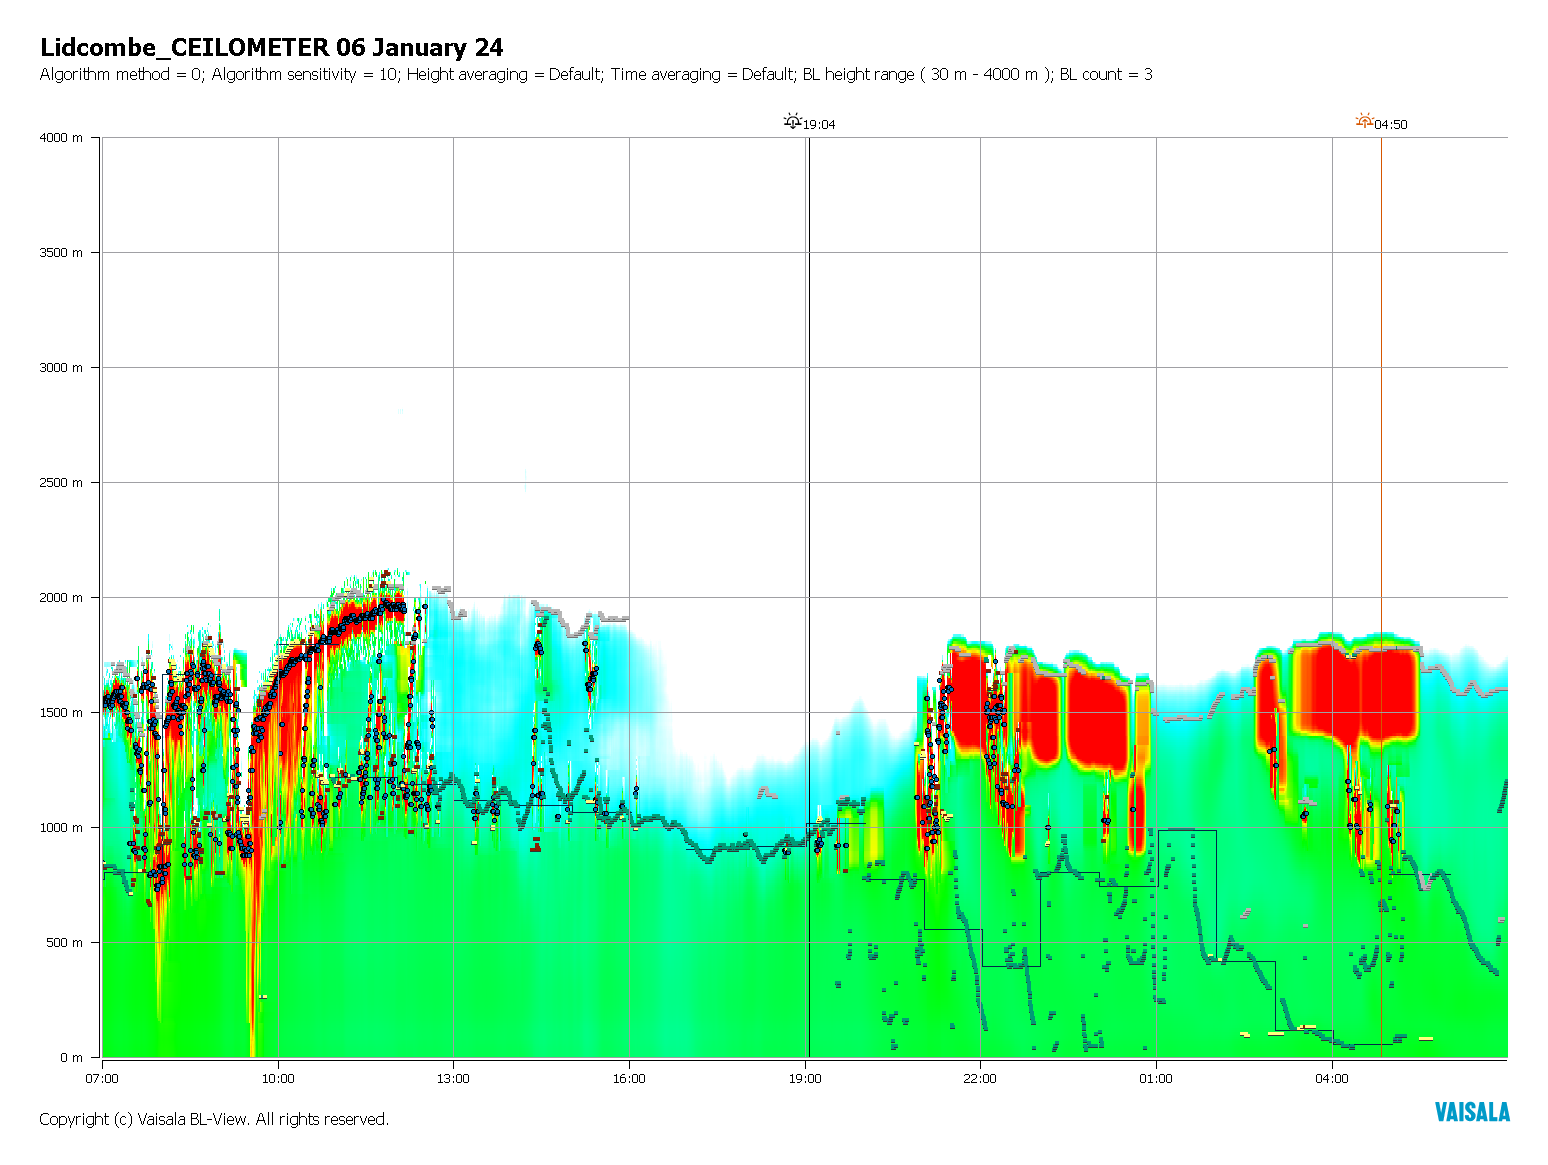 Lidcombe_CEILOMETER 06 January 24
Algorithm method = 0; Algorithm sensitivity = 10; Height averaging = Default; Time averaging = Default; BL height range ( 30 m - 4000 m ); BL count = 3
19:04
04:50
4000 m
3500 m
3000 m
2500 m
2000 m
1500 m
1000 m
500 m
0 m
07:00 10:00 13:00 16:00 19:00 22:00 01:00 04:00
Copyright (c) Vaisala BL-View. All rights reserved.
VAISALA